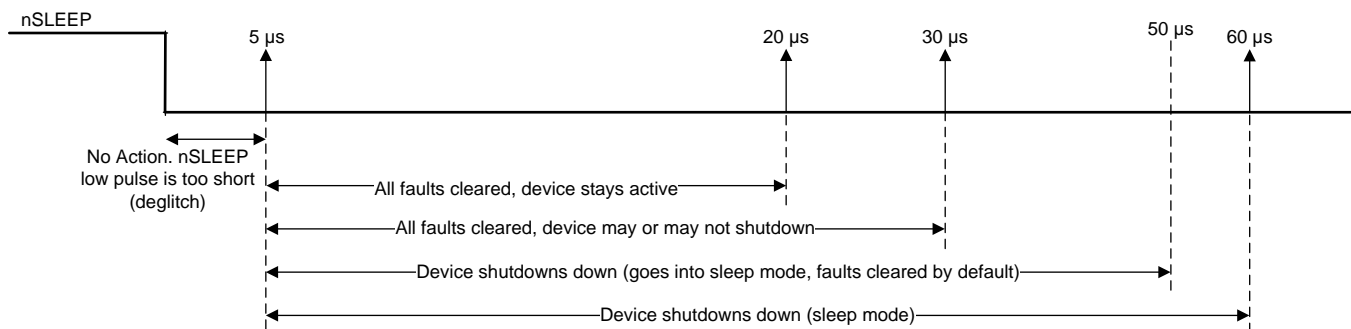 nSLEEP
5 µs
20 µs
30 µs
50 µs
60 µs
No Action. nSLEEP
low pulse is too short
(deglitch)
All faults cleared, device stays active
All faults cleared, device may or may not shutdown
Device shutdowns down (goes into sleep mode, faults cleared by default)
Device shutdowns down (sleep mode)